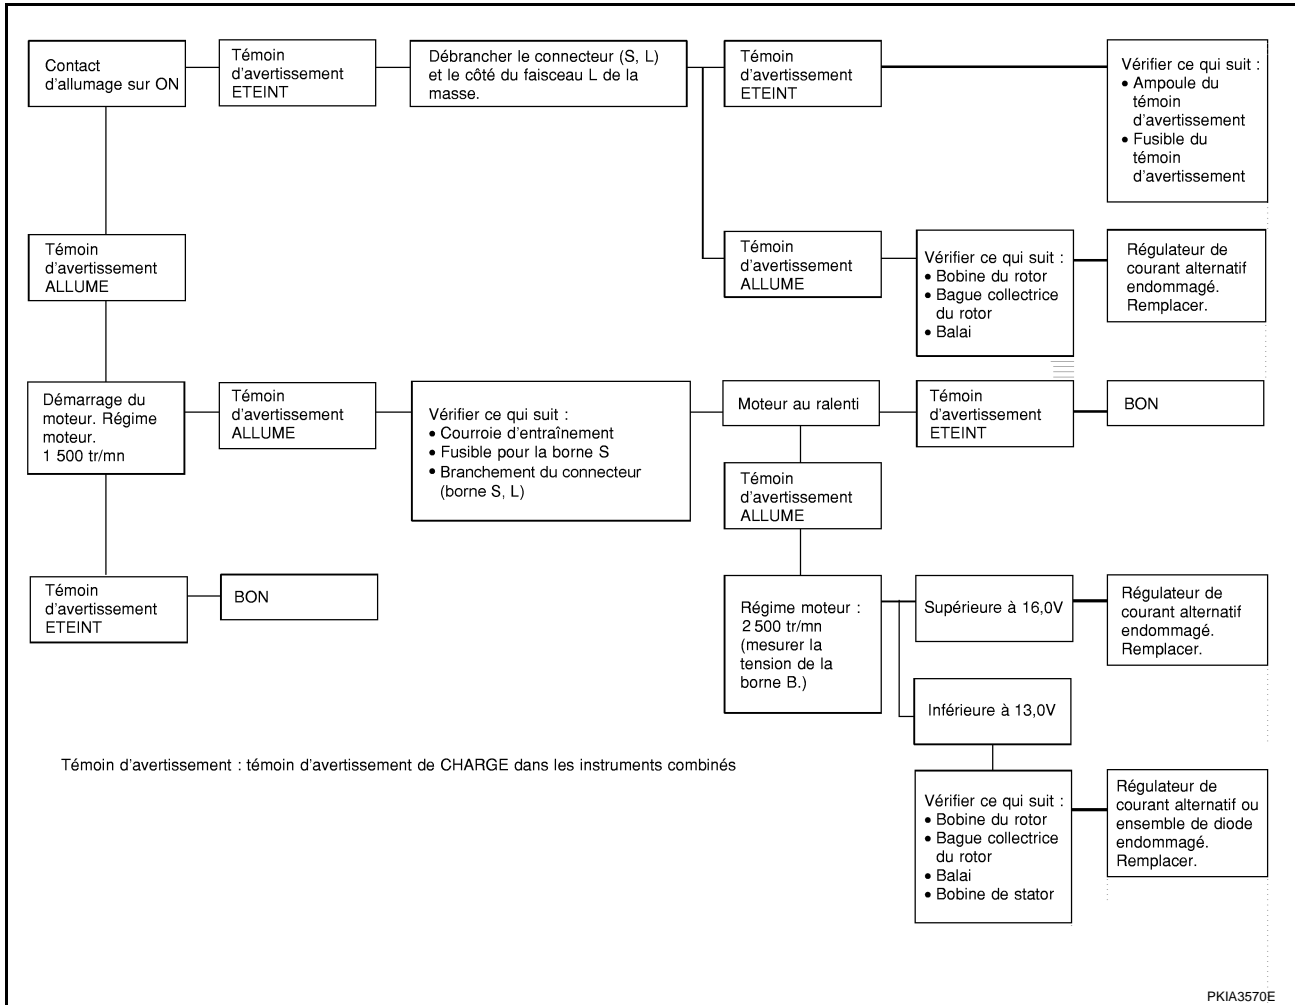 Contact
d'allumage sur ON
Témoin
d'avertissement
ETEINT
Débrancher le connecteur (S, L)
et le côté du faisceau L de la
masse.
Témoin
d'avertissement
ETEINT
Vérifier ce qui suit :
• Ampoule du
témoin
d'avertissement
• Fusible du
témoin
d'avertissement
Témoin
d'avertissement
ALLUME
Témoin
d'avertissement
ALLUME
Vérifier ce qui suit :
• Bobine du rotor
• Bague collectrice
du rotor
• Balai
Régulateur de
courant alternatif
endommagé.
Remplacer.
Démarrage du
moteur. Régime
moteur.
1 500 tr/mn
Témoin
d'avertissement
ALLUME
Vérifier ce qui suit :
• Courroie d'entraînement
• Fusible pour la borne S
• Branchement du connecteur
(borne S, L)
Moteur au ralenti
Témoin
d'avertissement
ETEINT
BON
Témoin
d'avertissement
ALLUME
Témoin
d'avertissement
ETEINT
BON
Régime moteur :
2 500 tr/mn
(mesurer la
tension de la
borne B.)
Supérieure à 16,0V
Régulateur de
courant alternatif
endommagé.
Remplacer.
Inférieure à 13,0V
Témoin d'avertissement : témoin d'avertissement de CHARGE dans les instruments combinés
Vérifier ce qui suit :
• Bobine du rotor
• Bague collectrice
du rotor
• Balai
• Bobine de stator
Régulateur de
courant alternatif ou
ensemble de diode
endommagé.
Remplacer.
PKIA3570E